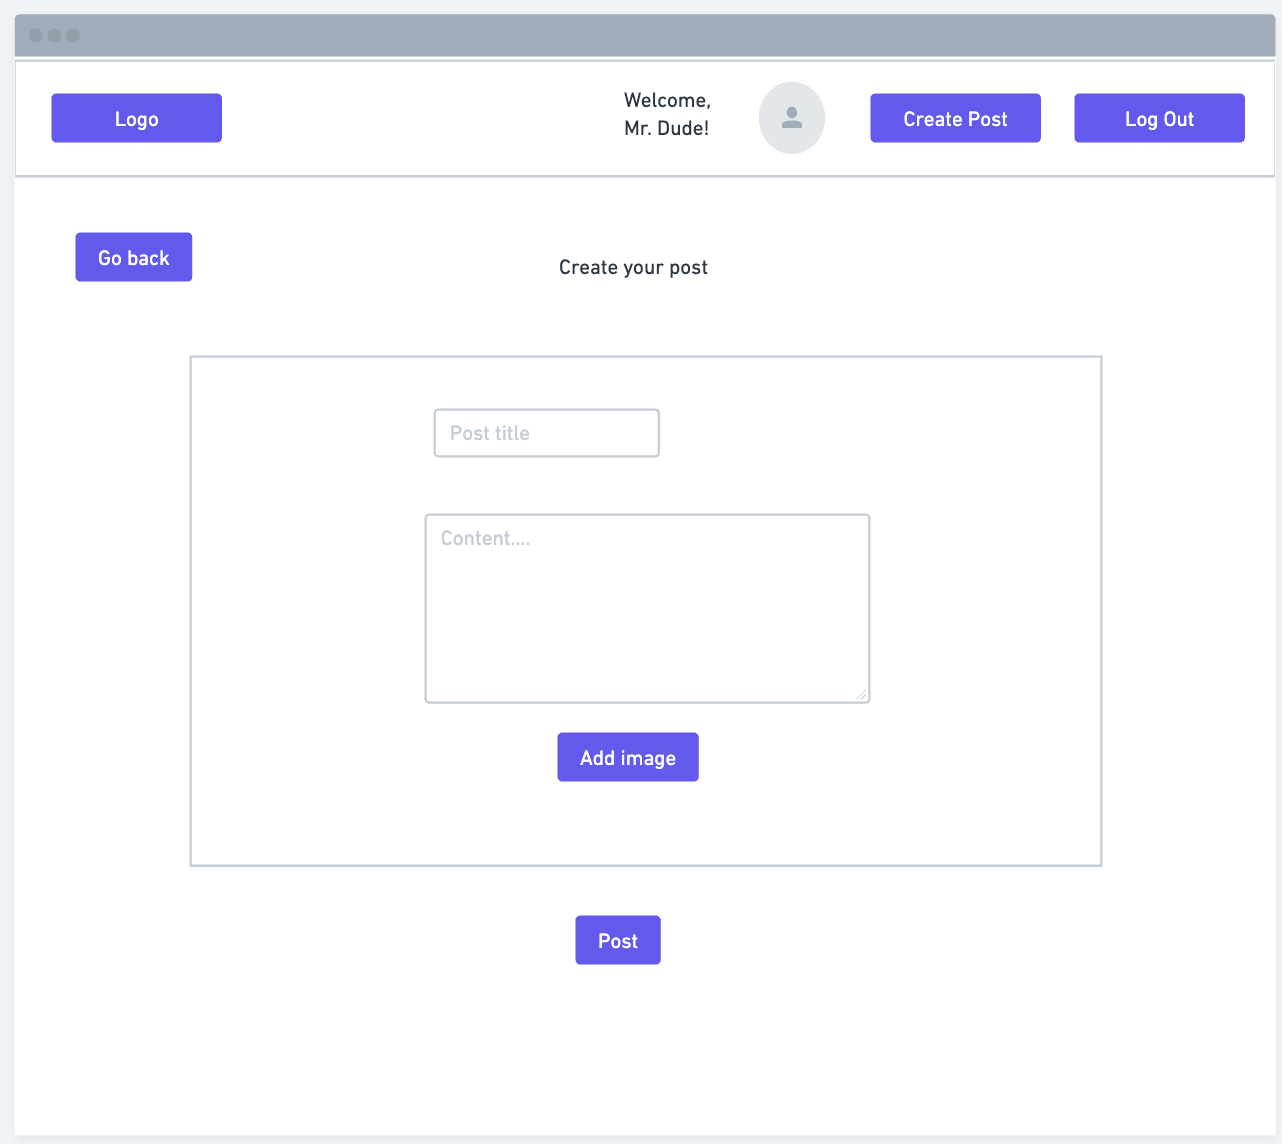 Logo
Welcome,
Mr. Dude!
Create Post
Log Out
Go back
Create your post
Post title
Content....
Add image
Post